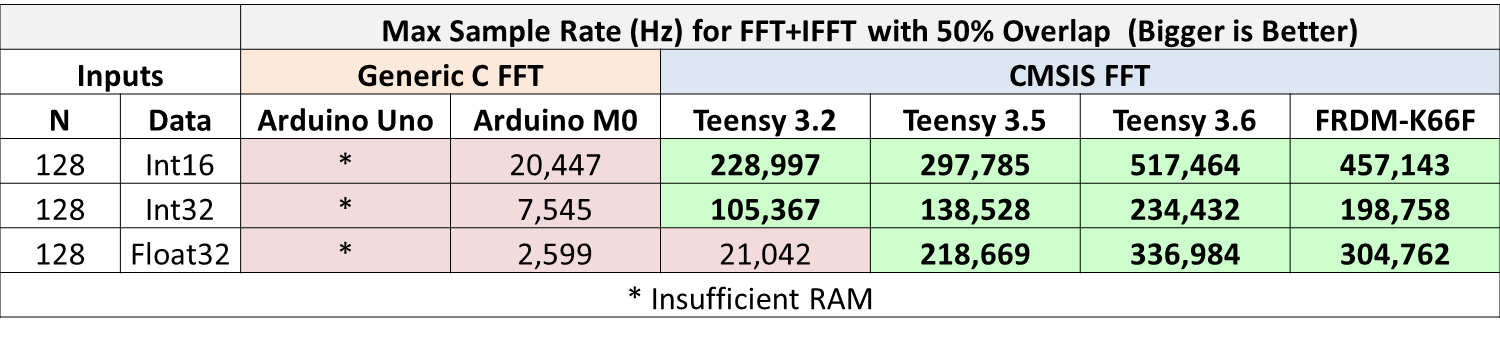 Max Sample Rate (Hz) for FFT+IFFT with 50% Overlap (Bigger is Better)
Inputs Generic C FFT CMSIS FFT
N Data Arduino Uno Arduino M0 Teensy 3.2 Teensy 3.5 Teensy 3.6 FRDM-K66F
128 Int16 * 20,447 228,997 297,785 517,464 457,143
128 Int32 * 7,545 105,367 138,528 234,432 198,758
128 Float32 * 2,599 21,042 218,669 336,984 304,762
* Insufficient RAM